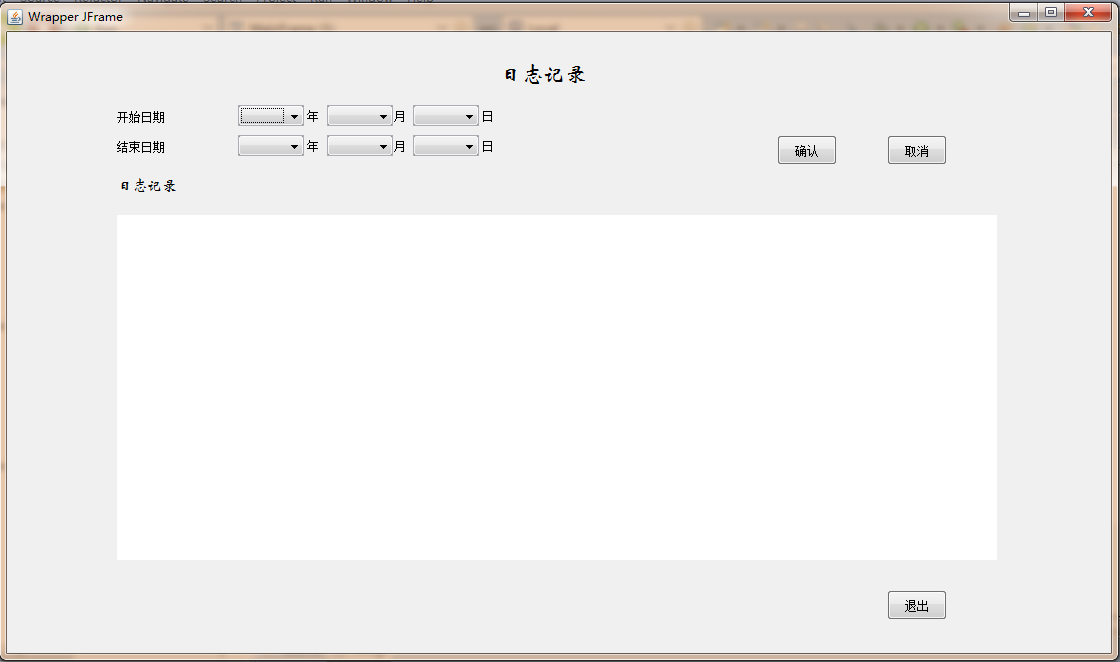 Wrapper JFrame
日志记录
开始日期 年 月 日
结束日期 年 月 日
确认 取消
日志记录
退出